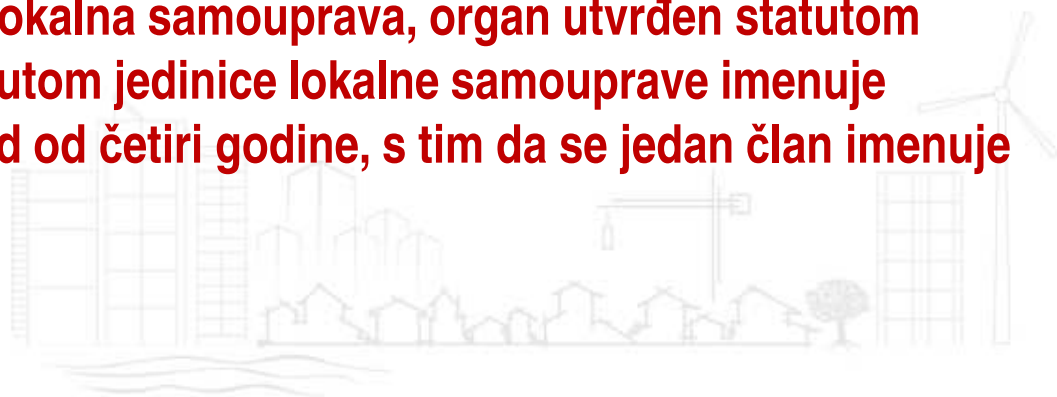 okalna samouprava, organ utvrđen statutom
utom jedinice lokalne samouprave imenuje
d od četiri godine, s tim da se jedan član imenuje